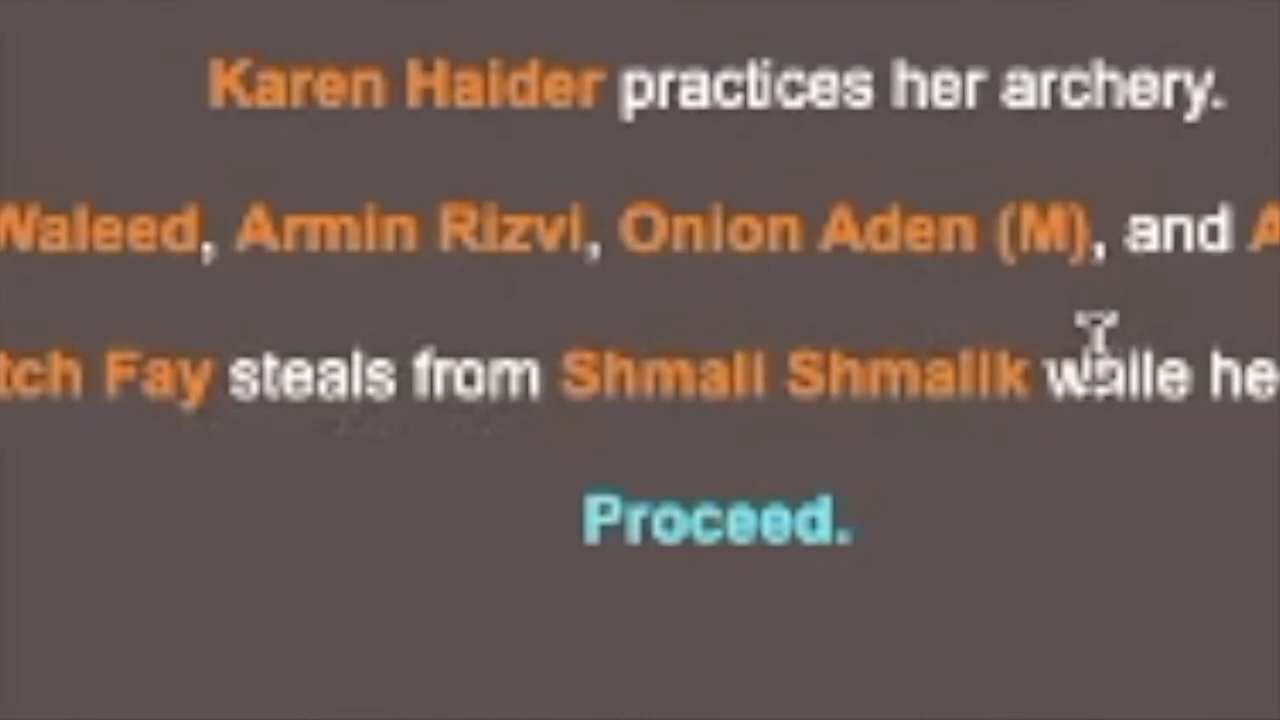 Karen Haider practices her archery.
Waleed, Armin Rizvi, Onion Aden (M), and A
tch Fay steals from Shmali Shmalik while he
Proceed.